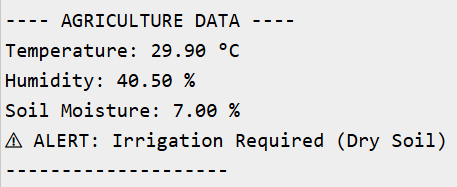 ---- AGRICULTURE DATA ----
Temperature: 29.90 °C
Humidity: 40.50 %
Soil Moisture: 7.00 %
⚠ ALERT: Irrigation Required (Dry Soil)
--------------------